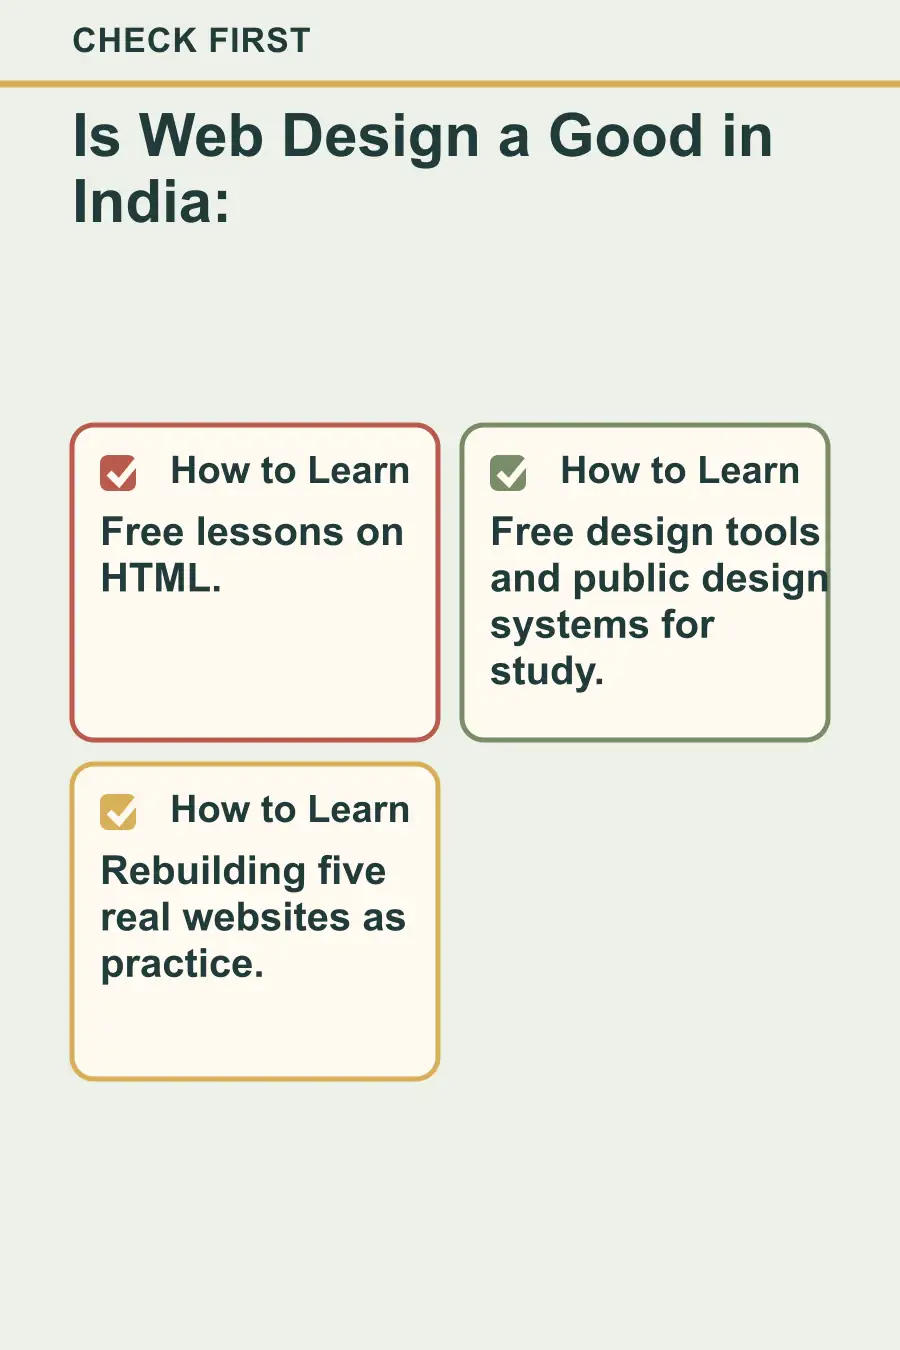 CHECK FIRST
Is Web Design a Good in
India:
How to Learn
Free lessons on
HTML.
How to Learn
Free design tools
and public design
systems for
study.
How to Learn
Rebuilding five
real websites as
practice.